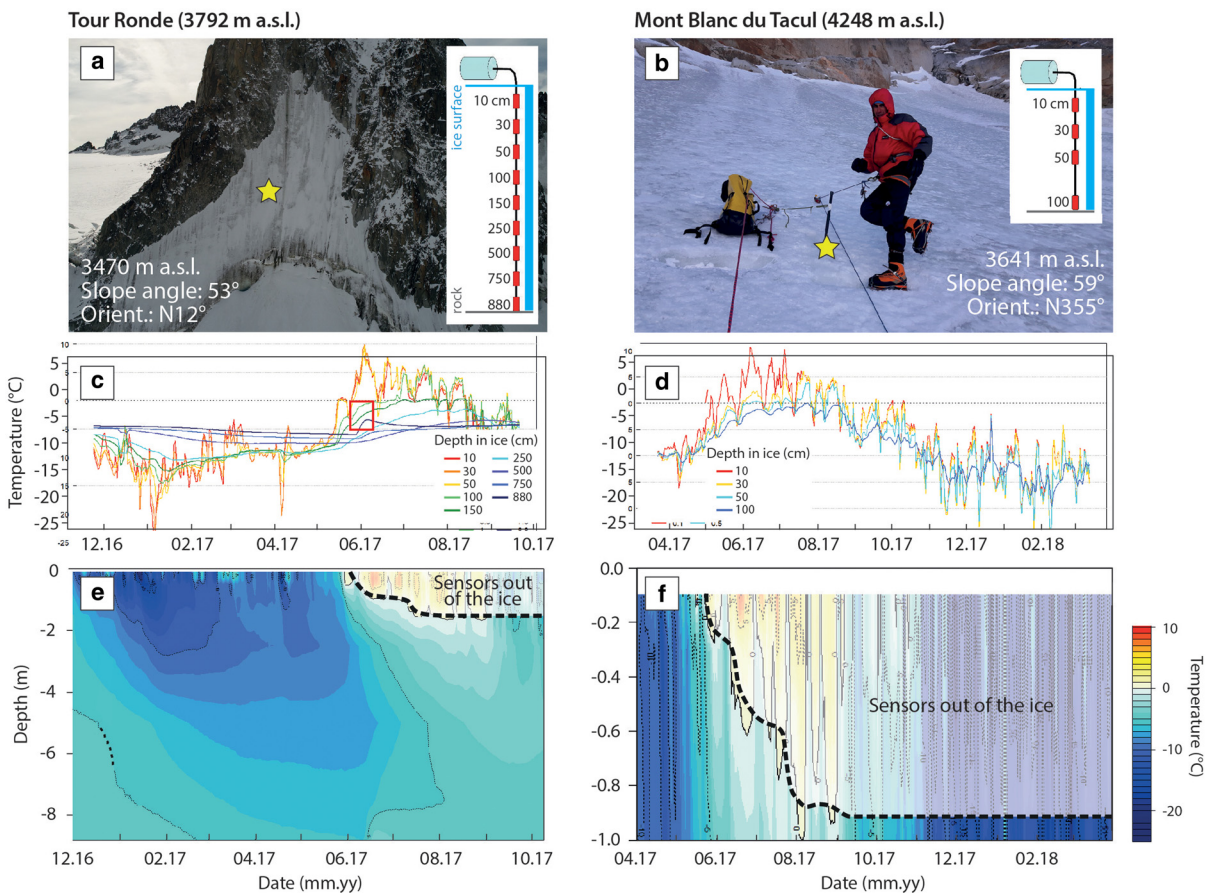 Tour Ronde (3792 m a.s.l.)
Mont Blanc du Tacul (4248 m a.s.l.)
a
ice surface
10 cm
30
50
100
150
250
500
750
880
rock
3470 m a.s.l.
Slope angle: 53°
Orient.: N12°
b
10 cm
30
50
100
3641 m a.s.l.
Slope angle: 59°
Orient.: N355°
c
Temperature (°C)
5
0
-5
-10
-15
-20
-25
Depth in ice (cm)
10 250
30 500
50 750
100 880
150
12.16 02.17 04.17 06.17 08.17 10.17
d
5
0
-5
-10
-15
-20
-25
Depth in ice (cm)
10
30
50
100
04.17 06.17 08.17 10.17 12.17 02.18
e
Sensors out
of the ice
Depth (m)
0
-2
-4
-6
-8
12.16 02.17 04.17 06.17 08.17 10.17
Date (mm.yy)
f
Sensors out of the ice
0.0
-0.2
-0.4
-0.6
-0.8
-1.0
04.17 06.17 08.17 10.17 12.17 02.18
Date (mm.yy)
10
0
-10
-20
Temperature (°C)